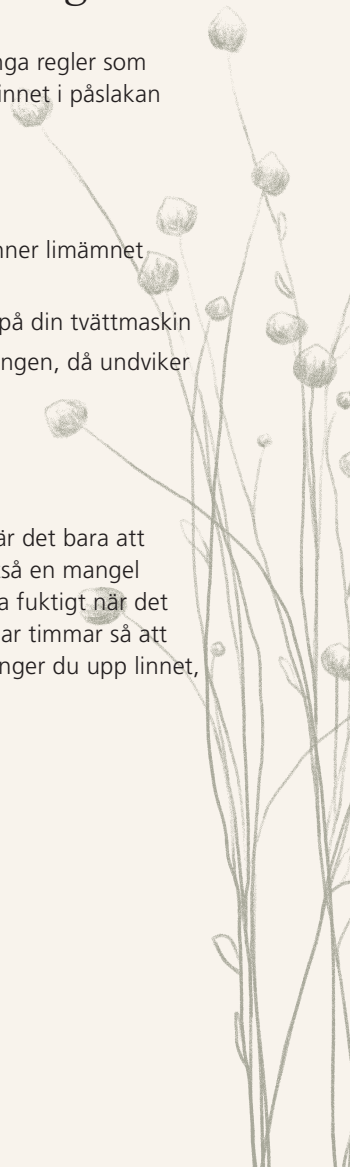 nga regler som
innet i påslakan
nner limämnet
på din tvättmaskin
ngen, då undviker
är det bara att
så en mangel
a fuktigt när det
ar timmar så att
nger du upp linnet,